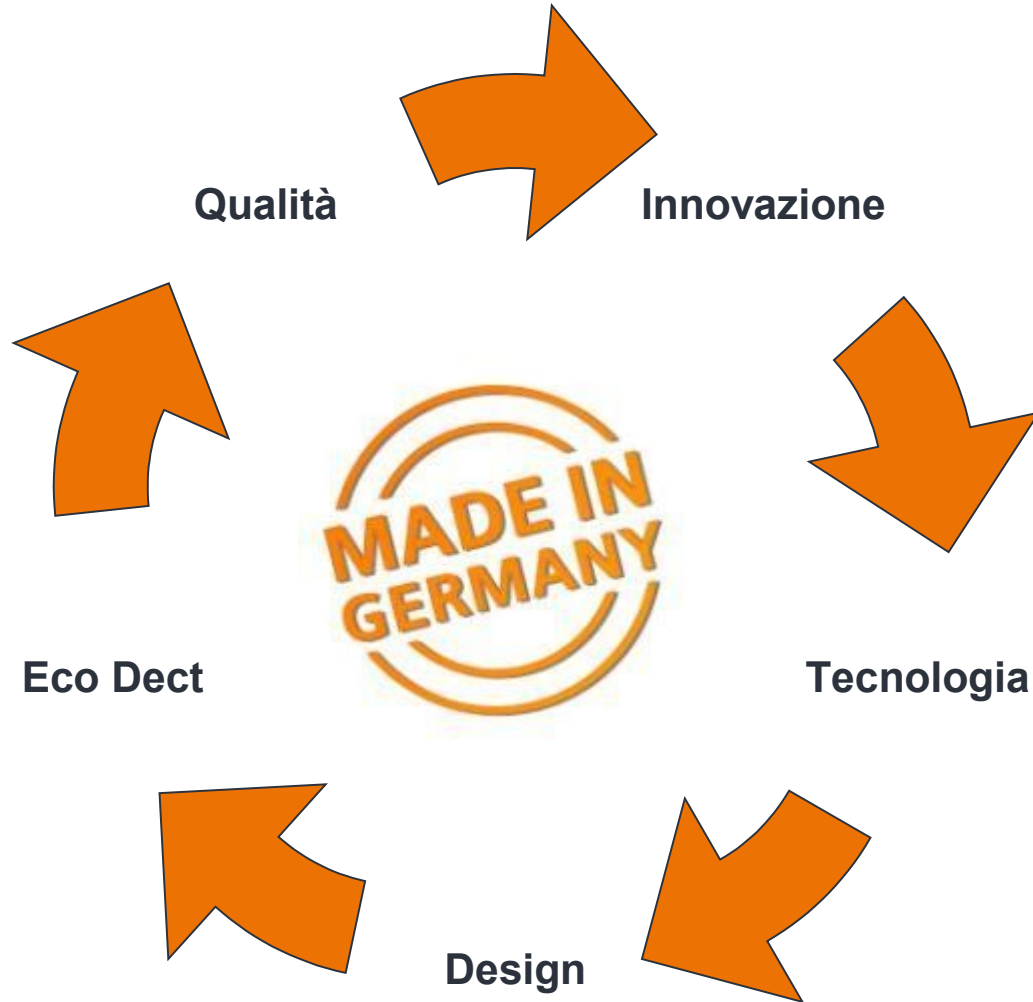 Qualità
Innovazione
MADE IN
GERMANY
Eco Dect
Tecnologia
Design